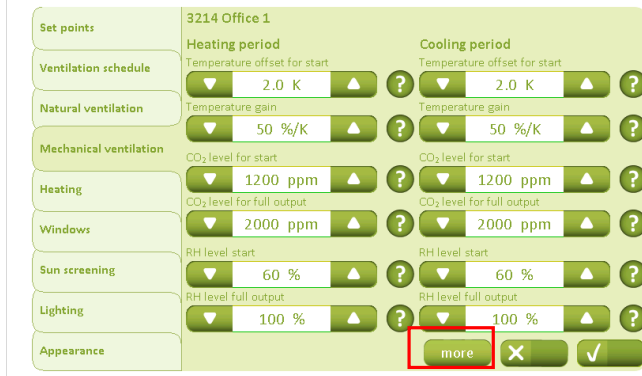 3214 Office 1
Set points
Ventilation schedule
Natural ventilation
Mechanical ventilation
Heating
Windows
Sun screening
Lighting
Appearance
Heating period
Temperature offset for start
2.0 K
?
Temperature gain
50 %/K
?
CO₂ level for start
1200 ppm
?
CO₂ level for full output
2000 ppm
?
RH level start
60 %
?
RH level full output
100 %
?
Cooling period
Temperature offset for start
2.0 K
?
Temperature gain
50 %/K
?
CO₂ level for start
1200 ppm
?
CO₂ level for full output
2000 ppm
?
RH level start
60 %
?
RH level full output
100 %
?
more